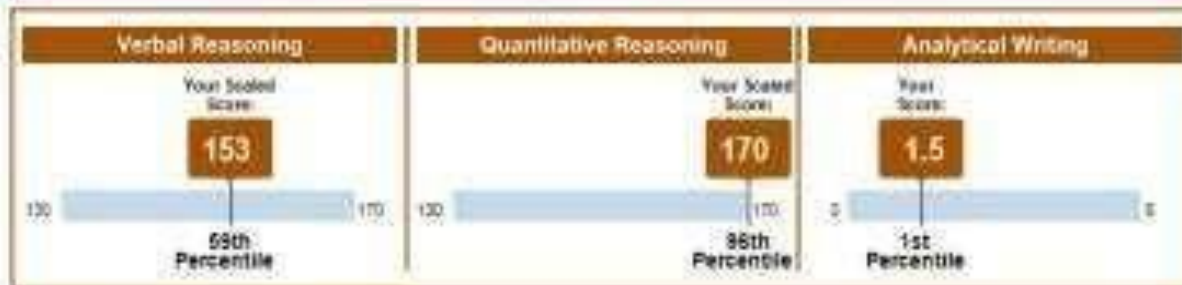 Verbal Reasoning
Your Scaled
Score:
153
130
170
59th
Percentile
Quantitative Reasoning
Your Scaled
Score:
170
130
170
96th
Percentile
Analytical Writing
Your
Score:
1.5
0
6
1st
Percentile